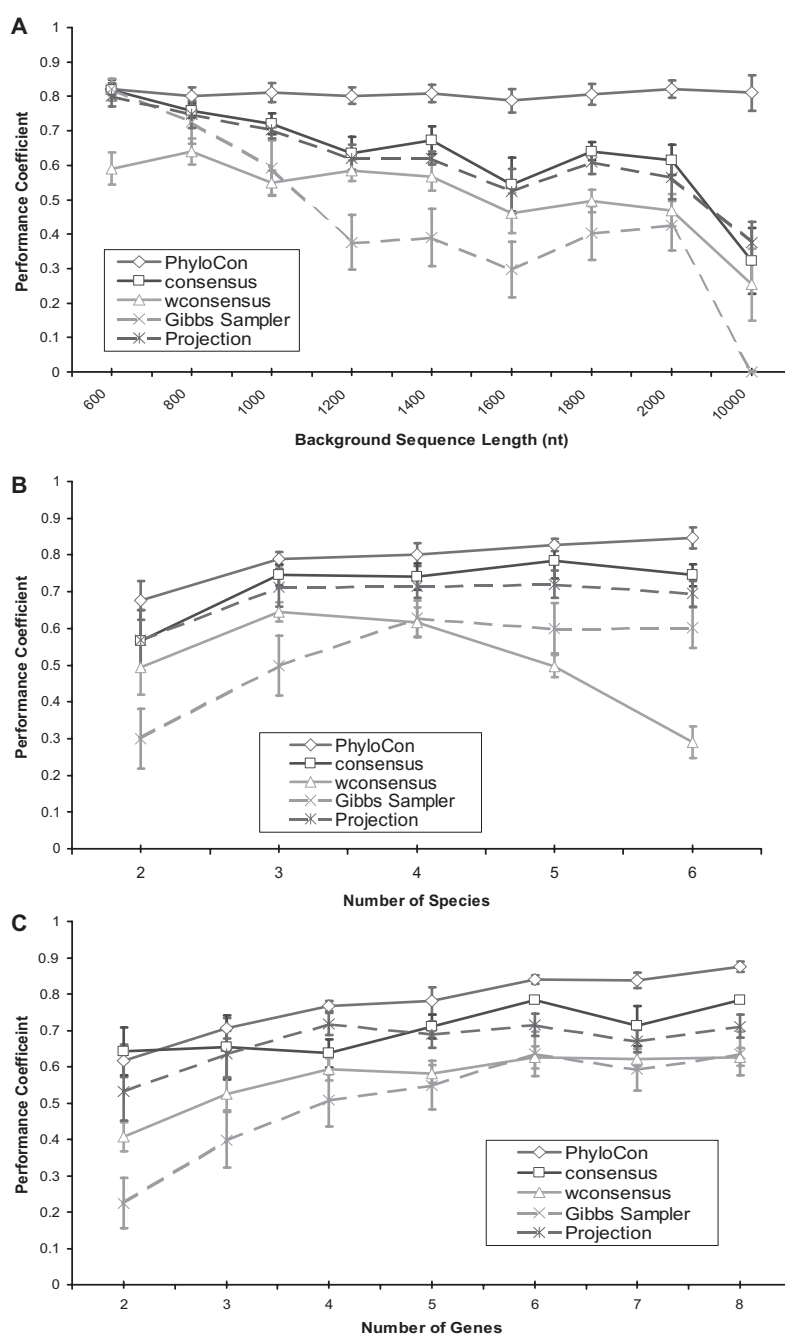 A
1
0.9
0.8
0.7
0.6
0.5
0.4
0.3
0.2
0.1
0
Performance Coefficient
PhyloCon
consensus
wconsensus
Gibbs Sampler
Projection
600
800
1000
1200
1400
1600
1800
2000
10000
Background Sequence Length (nt)
B
1
0.9
0.8
0.7
0.6
0.5
0.4
0.3
0.2
0.1
0
Performance Coefficient
PhyloCon
consensus
wconsensus
Gibbs Sampler
Projection
2
3
4
5
6
Number of Species
C
1
0.9
0.8
0.7
0.6
0.5
0.4
0.3
0.2
0.1
0
Performance Coefficeint
PhyloCon
consensus
wconsensus
Gibbs Sampler
Projection
2
3
4
5
6
7
8
Number of Genes